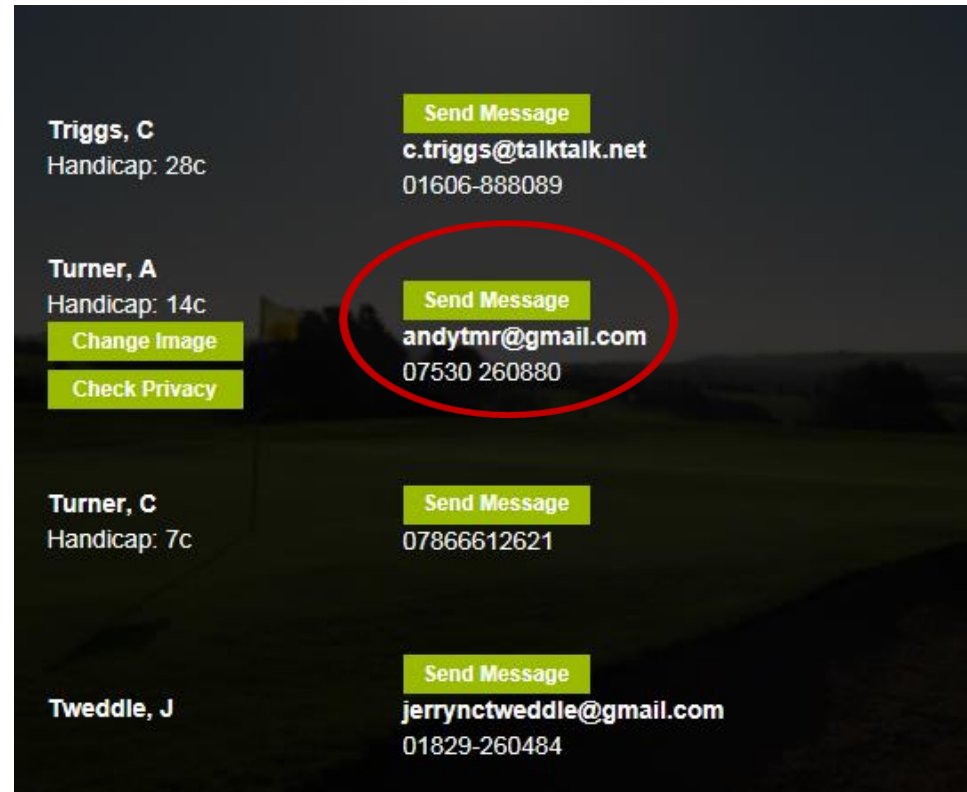 Send Message
Triggs, C
c.triggs@talktalk.net
Handicap: 28c
01606-888089
Turner, A
Send Message
Handicap: 14c
andytmr@gmail.com
Change Image
07530 260880
Check Privacy
Turner, C
Send Message
Handicap: 7c
07866612621
Send Message
Tweddle, J
jerrynctweddle@gmail.com
01829-260484